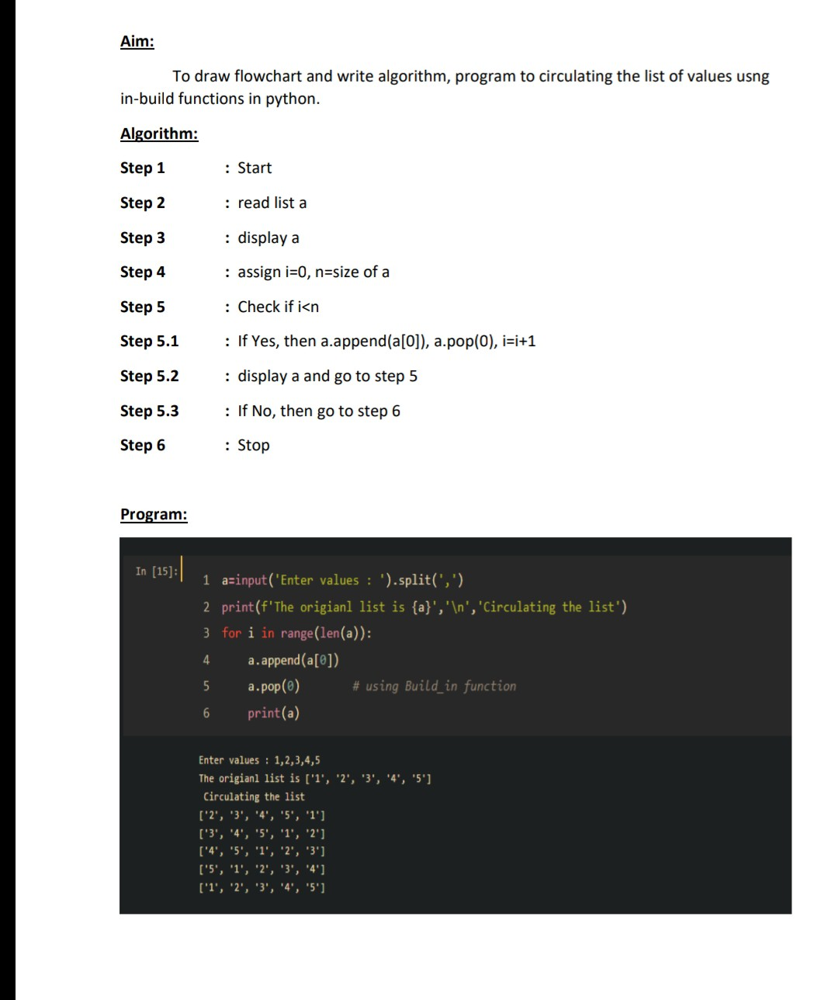 Aim:
To draw flowchart and write algorithm, program to circulating the list of values usng
in-build functions in python.
Algorithm:
Step 1 : Start
Step 2 : read list a
Step 3 : display a
Step 4 : assign i=0, n=size of a
Step 5 : Check if i<n
Step 5.1 : If Yes, then a.append(a[0]), a.pop(0), i=i+1
Step 5.2 : display a and go to step 5
Step 5.3 : If No, then go to step 6
Step 6 : Stop
Program:
In [15]:
1 a=input('Enter values : ').split(',')
2 print(f'The origianl list is {a}','\n','Circulating the list')
3 for i in range(len(a)):
4 a.append(a[0])
5 a.pop(0) # using Build_in function
6 print(a)
Enter values : 1,2,3,4,5
The origianl list is ['1', '2', '3', '4', '5']
Circulating the list
['2', '3', '4', '5', '1']
['3', '4', '5', '1', '2']
['4', '5', '1', '2', '3']
['5', '1', '2', '3', '4']
['1', '2', '3', '4', '5']